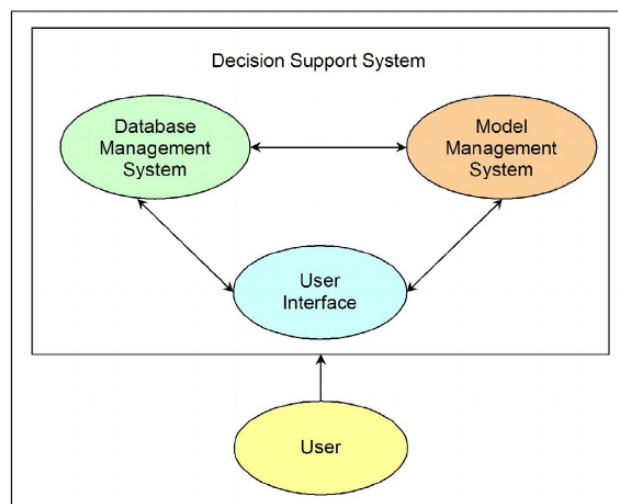 Decision Support System
Database
Management
System
Model
Management
System
User
Interface
User